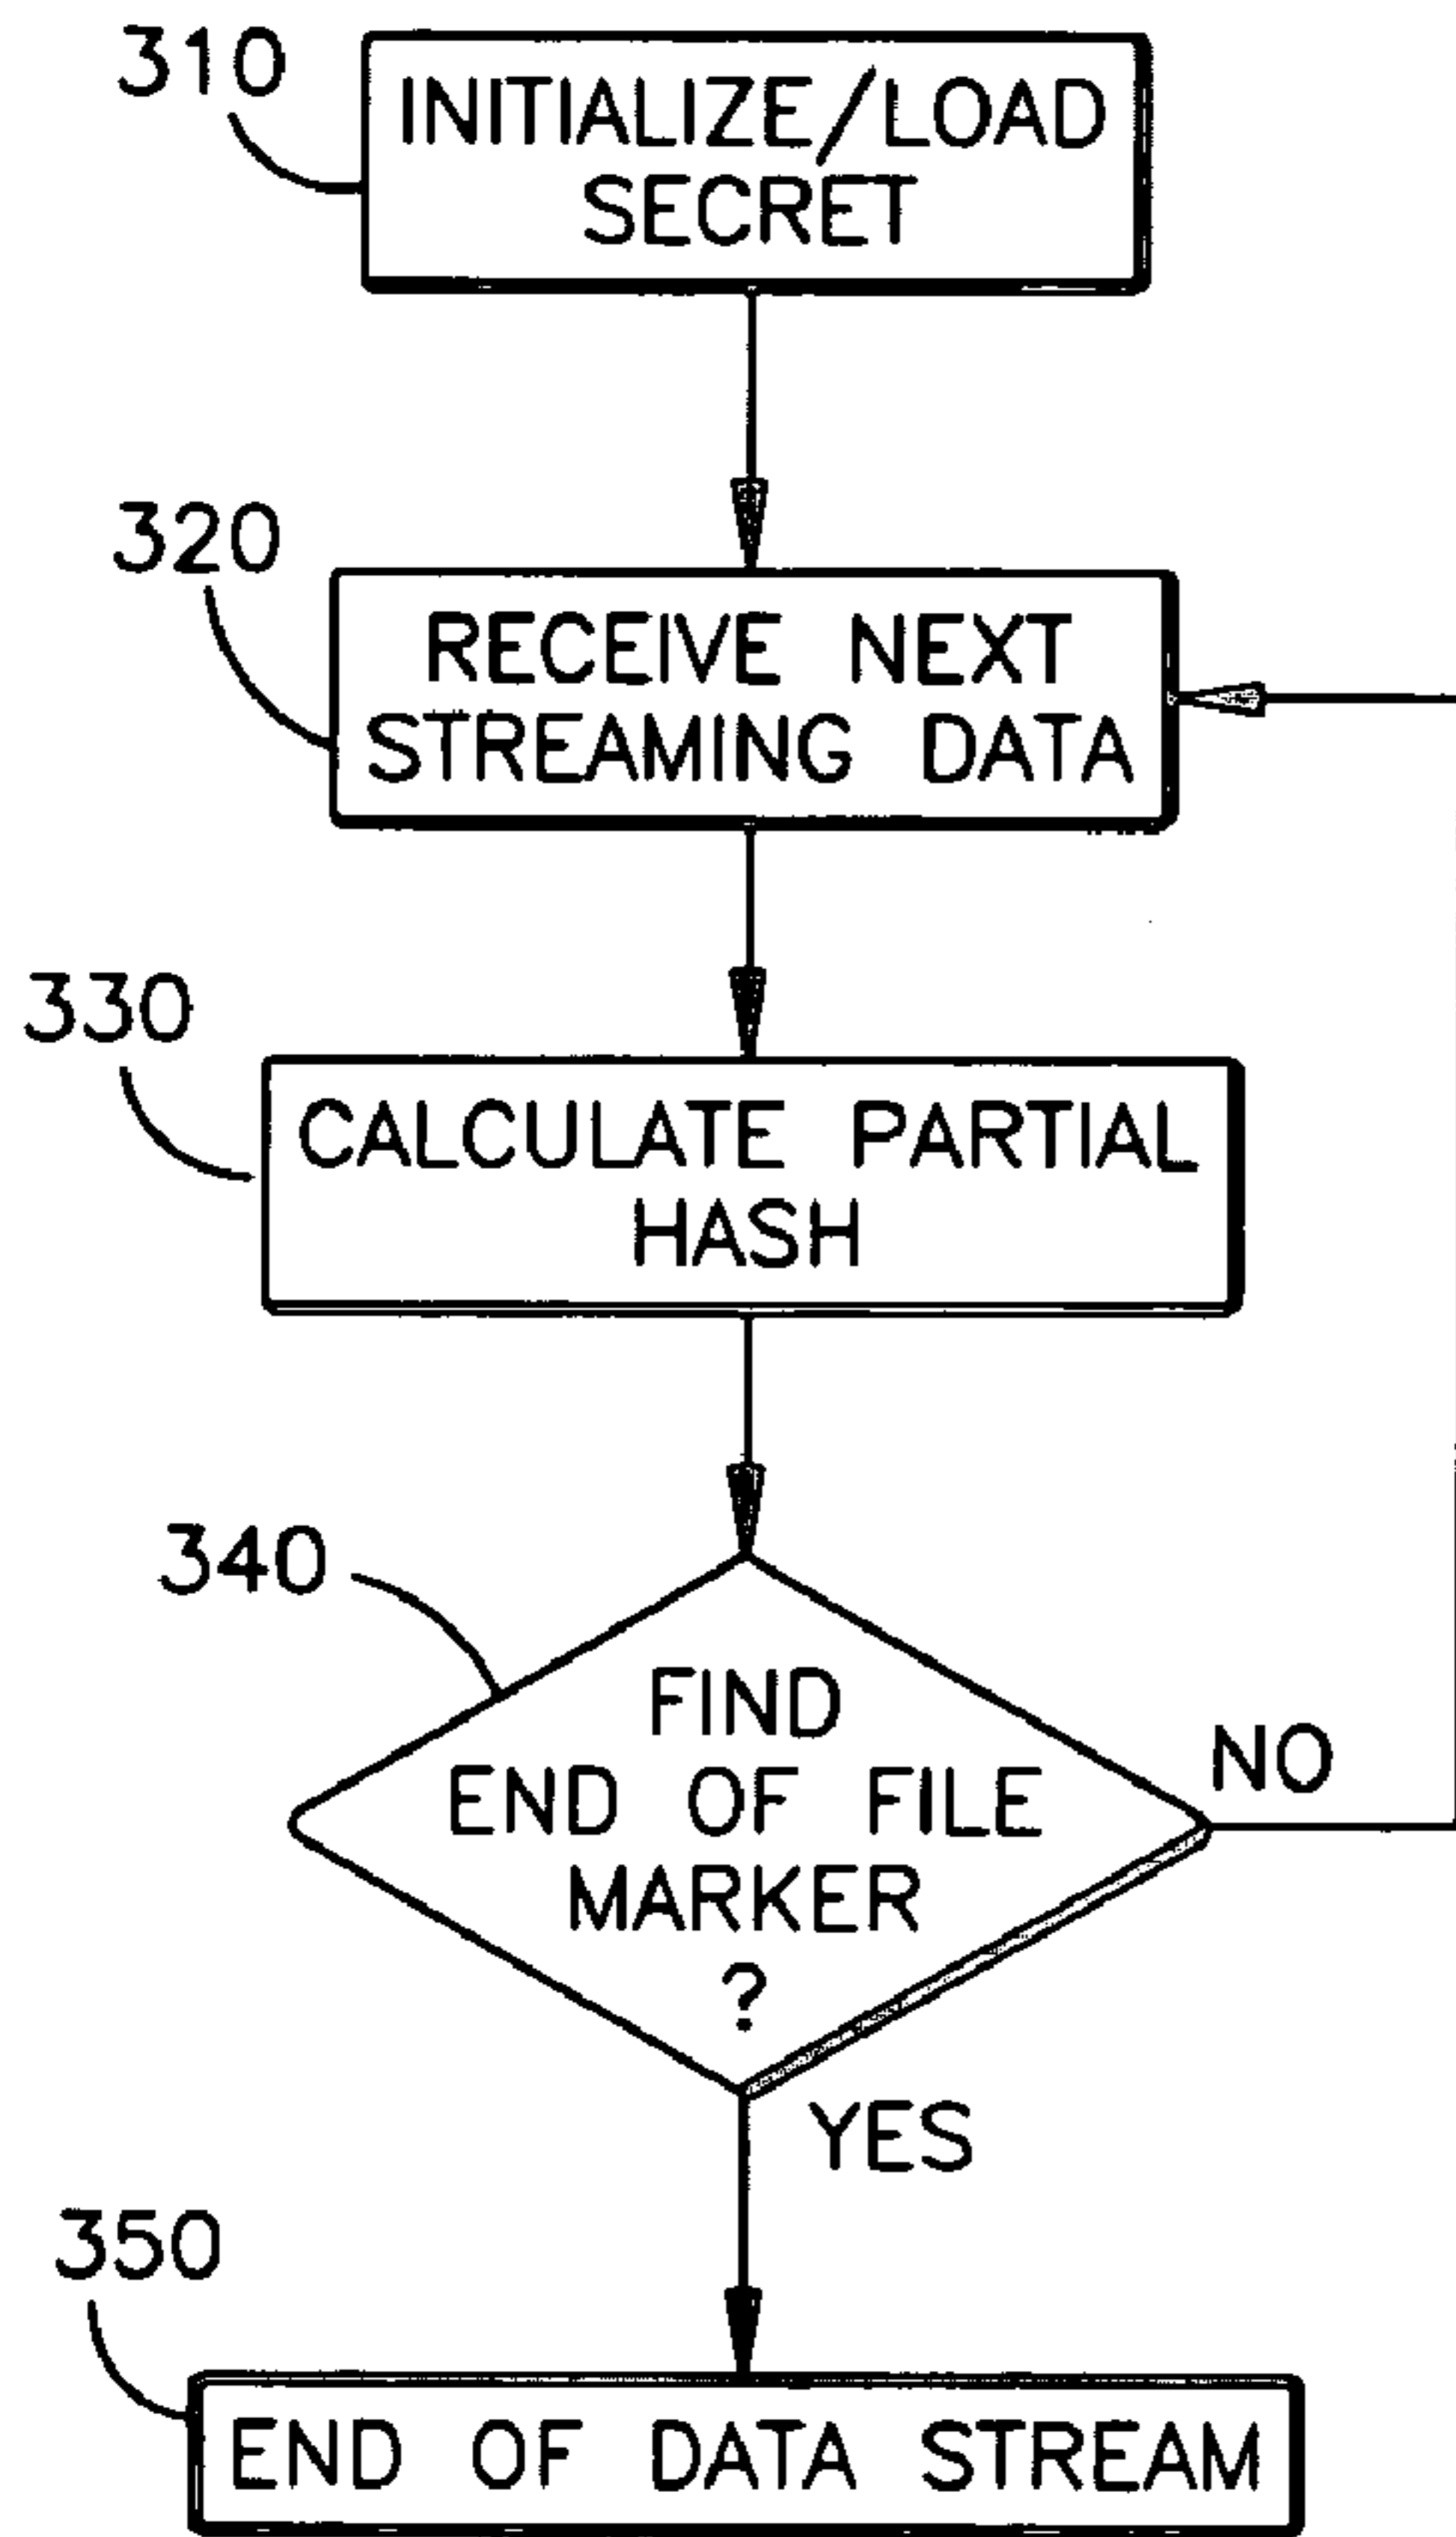 310
INITIALIZE/LOAD
SECRET
320
RECEIVE NEXT
STREAMING DATA
330
CALCULATE PARTIAL
HASH
340
FIND
END OF FILE
MARKER
?
NO
YES
350
END OF DATA STREAM